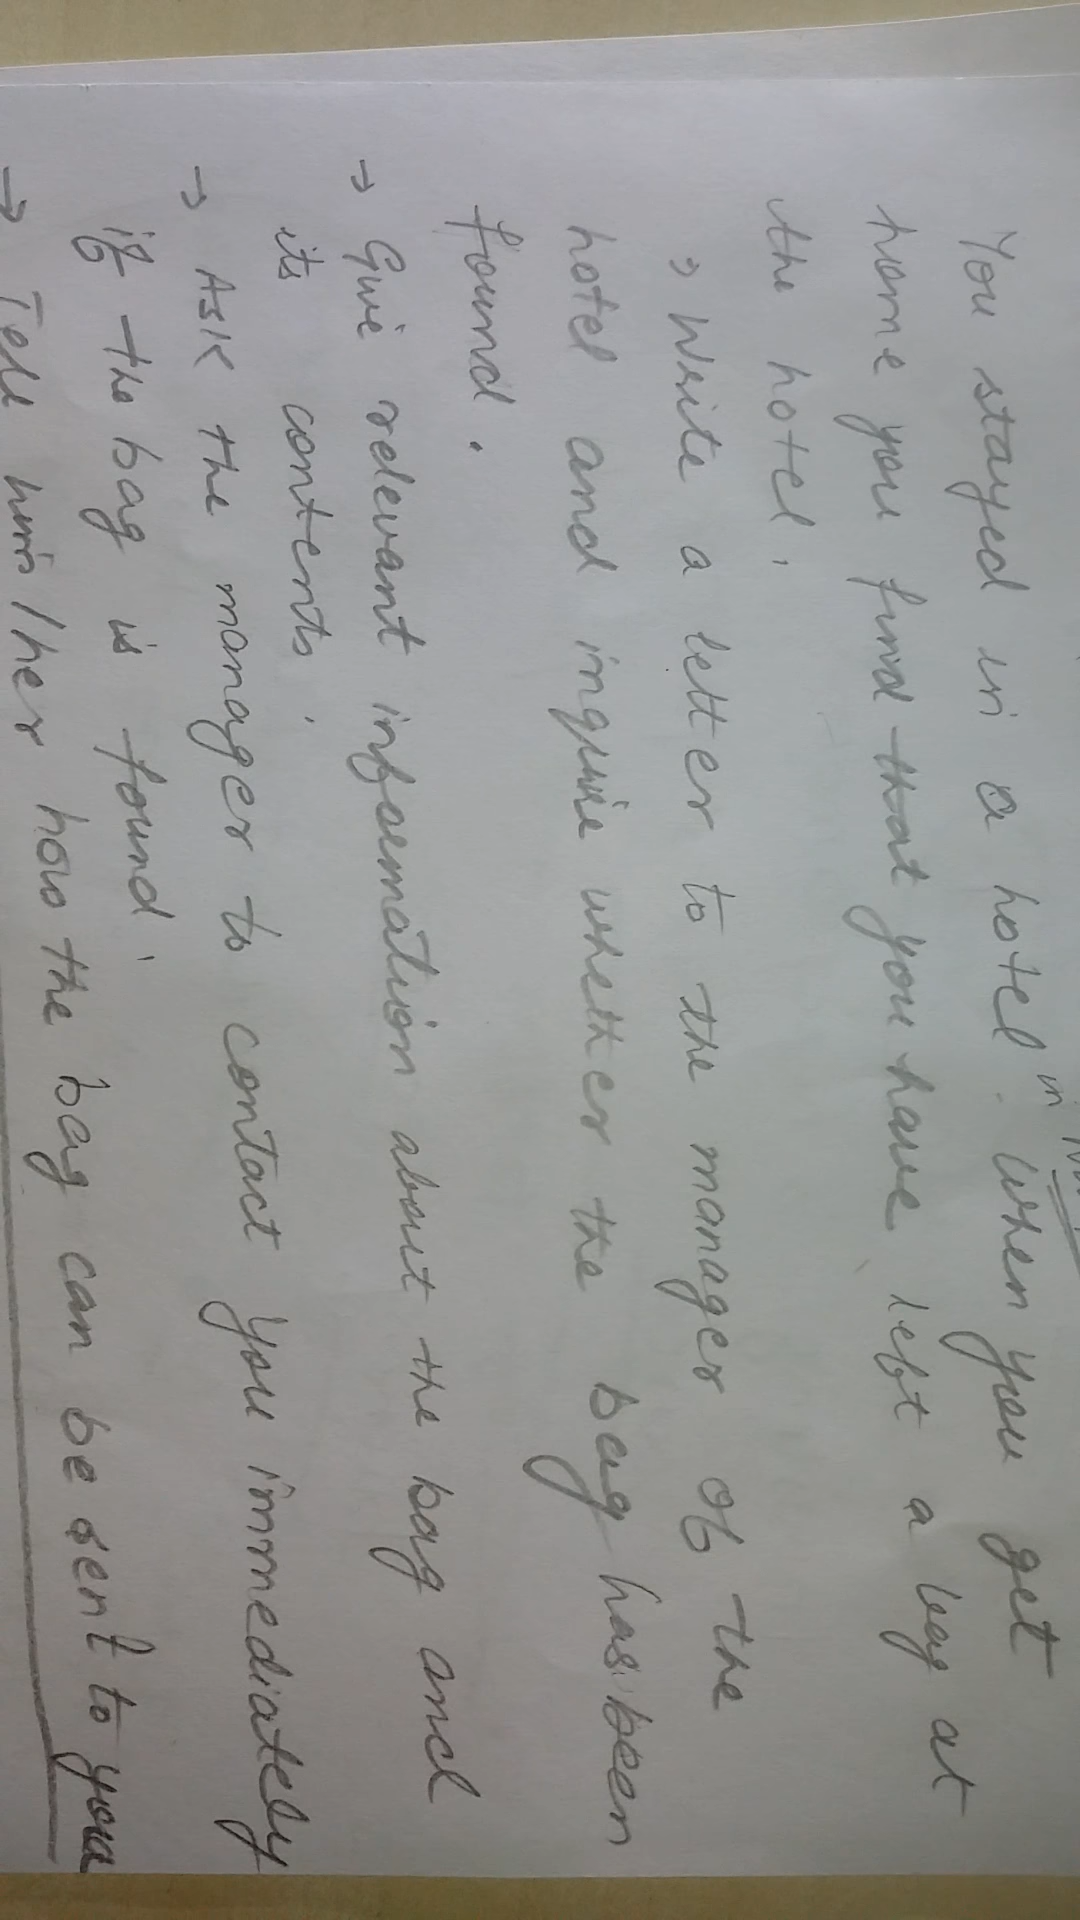 in
You stayed in a hotel. When you get
home you find that you have left a bag at
the hotel.
→ Write a letter to the manager of the
hotel and inquire whether the bag has been
found.
→ Give relevant information about the bag and
its contents.
→ Ask the manager to contact you immediately
if the bag is found.
→ Tell him/her how the bag can be sent to you